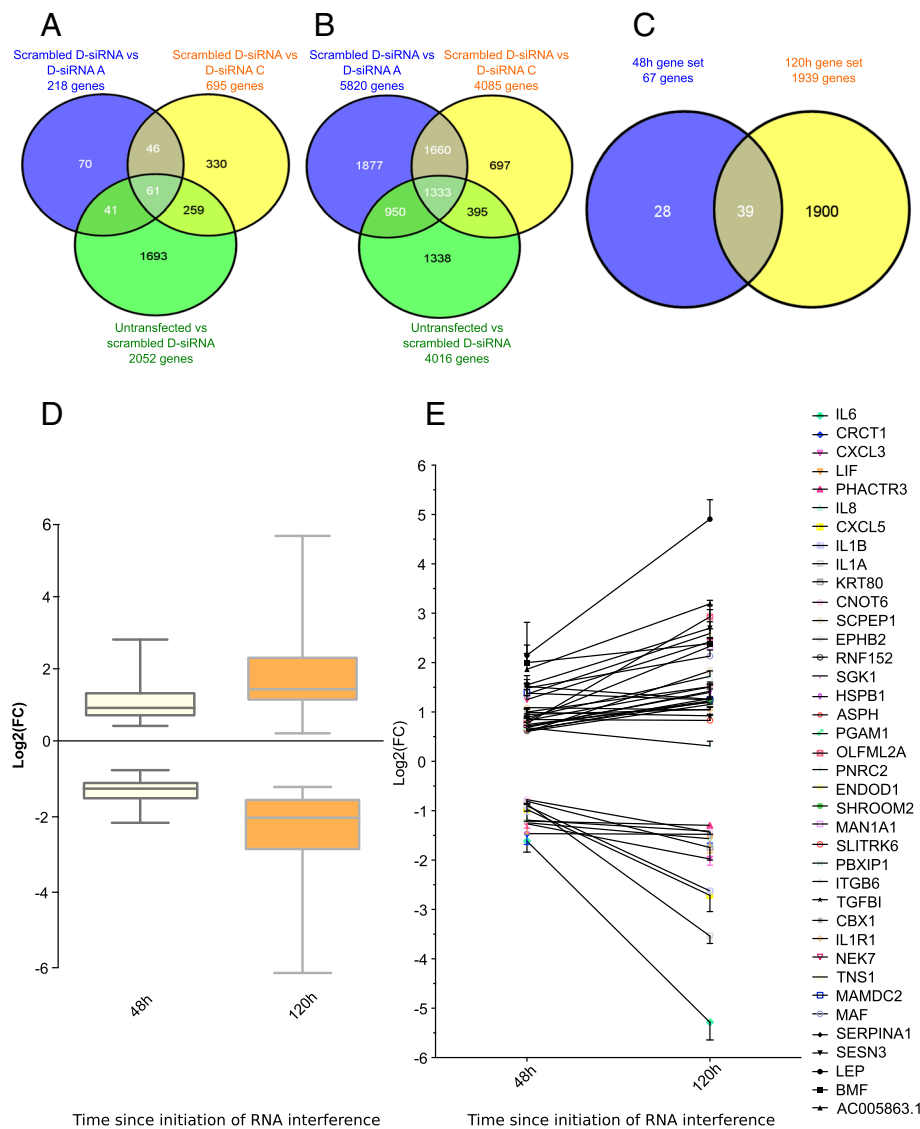 A
B
C
Scrambled D-siRNA vs
D-siRNA A
218 genes
Scrambled D-siRNA vs
D-siRNA C
695 genes
Scrambled D-siRNA vs
D-siRNA A
5820 genes
Scrambled D-siRNA vs
D-siRNA C
4085 genes
48h gene set
67 genes
120h gene set
1939 genes
70
46
330
61
41
259
1693
1877
1660
697
1333
950
395
1338
28
39
1900
Untransfected vs
scrambled D-siRNA
2052 genes
Untransfected vs
scrambled D-siRNA
4016 genes
D
Log2(FC)
6
4
2
0
-2
-4
-6
48h
120h
Time since initiation of RNA interference
E
Log2(FC)
6
5
4
3
2
1
0
-1
-2
-3
-4
-5
-6
48h
120h
Time since initiation of RNA interference
IL6
CRCT1
CXCL3
LIF
PHACTR3
IL8
CXCL5
IL1B
IL1A
KRT80
CNOT6
SCPEP1
EPHB2
RNF152
SGK1
HSPB1
ASPH
PGAM1
OLFML2A
PNRC2
ENDOD1
SHROOM2
MAN1A1
SLITRK6
PBXIP1
ITGB6
TGFBI
CBX1
IL1R1
NEK7
TNS1
MAMDC2
MAF
SERPINA1
SESN3
LEP
BMF
AC005863.1